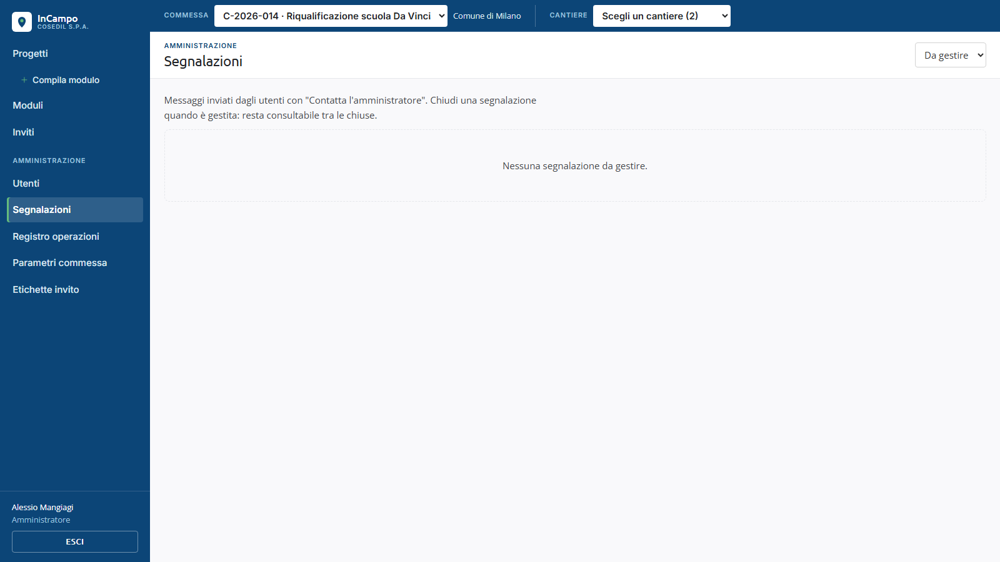 InCampo
COSEDIL S.P.A.
COMMESSA
C-2026-014 · Riqualificazione scuola Da Vinci
Comune di Milano
CANTIERE
Scegli un cantiere (2)
Progetti
+ Compila modulo
Moduli
Inviti
AMMINISTRAZIONE
Utenti
Segnalazioni
Registro operazioni
Parametri commessa
Etichette invito
Alessio Mangiagi
Amministratore
ESCI
AMMINISTRAZIONE
Segnalazioni
Da gestire
Messaggi inviati dagli utenti con "Contatta l'amministratore". Chiudi una segnalazione
quando è gestita: resta consultabile tra le chiuse.
Nessuna segnalazione da gestire.